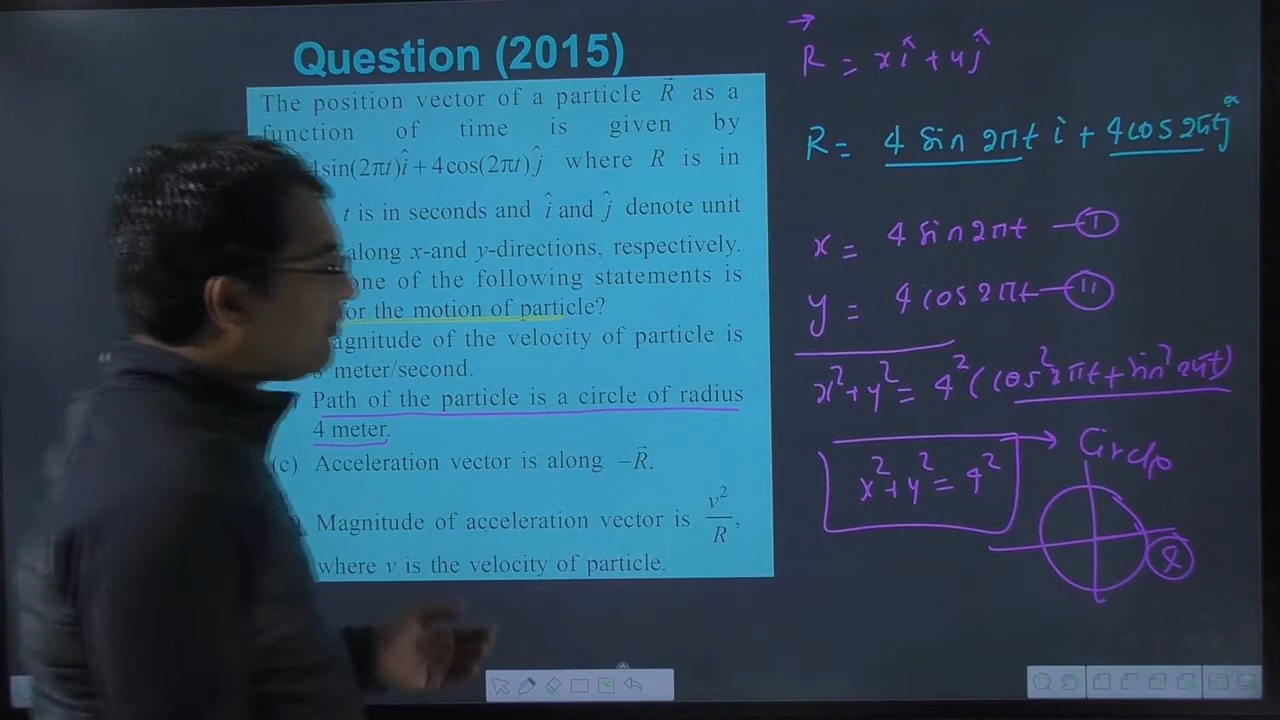 Question (2015)
The position vector of a particle R⃗ as a
function of time is given by
4sin(2πt)î+4cos(2πt)ĵ where R is in
t is in seconds and î and ĵ denote unit
along x-and y-directions, respectively.
one of the following statements is
for the motion of particle?
agnitude of the velocity of particle is
8 meter/second.
Path of the particle is a circle of radius
4 meter.
(c) Acceleration vector is along −R⃗.
Magnitude of acceleration vector is v²/R,
where v is the velocity of particle.
R⃗ = xî + yĵ
R = 4 sin 2πt i + 4 cos 2πt ĵ
x = 4 sin 2πt — I
y = 4 cos 2πt — II
x² + y² = 4² (cos² 2πt + sin² 2πt)
x² + y² = 4² → Circle